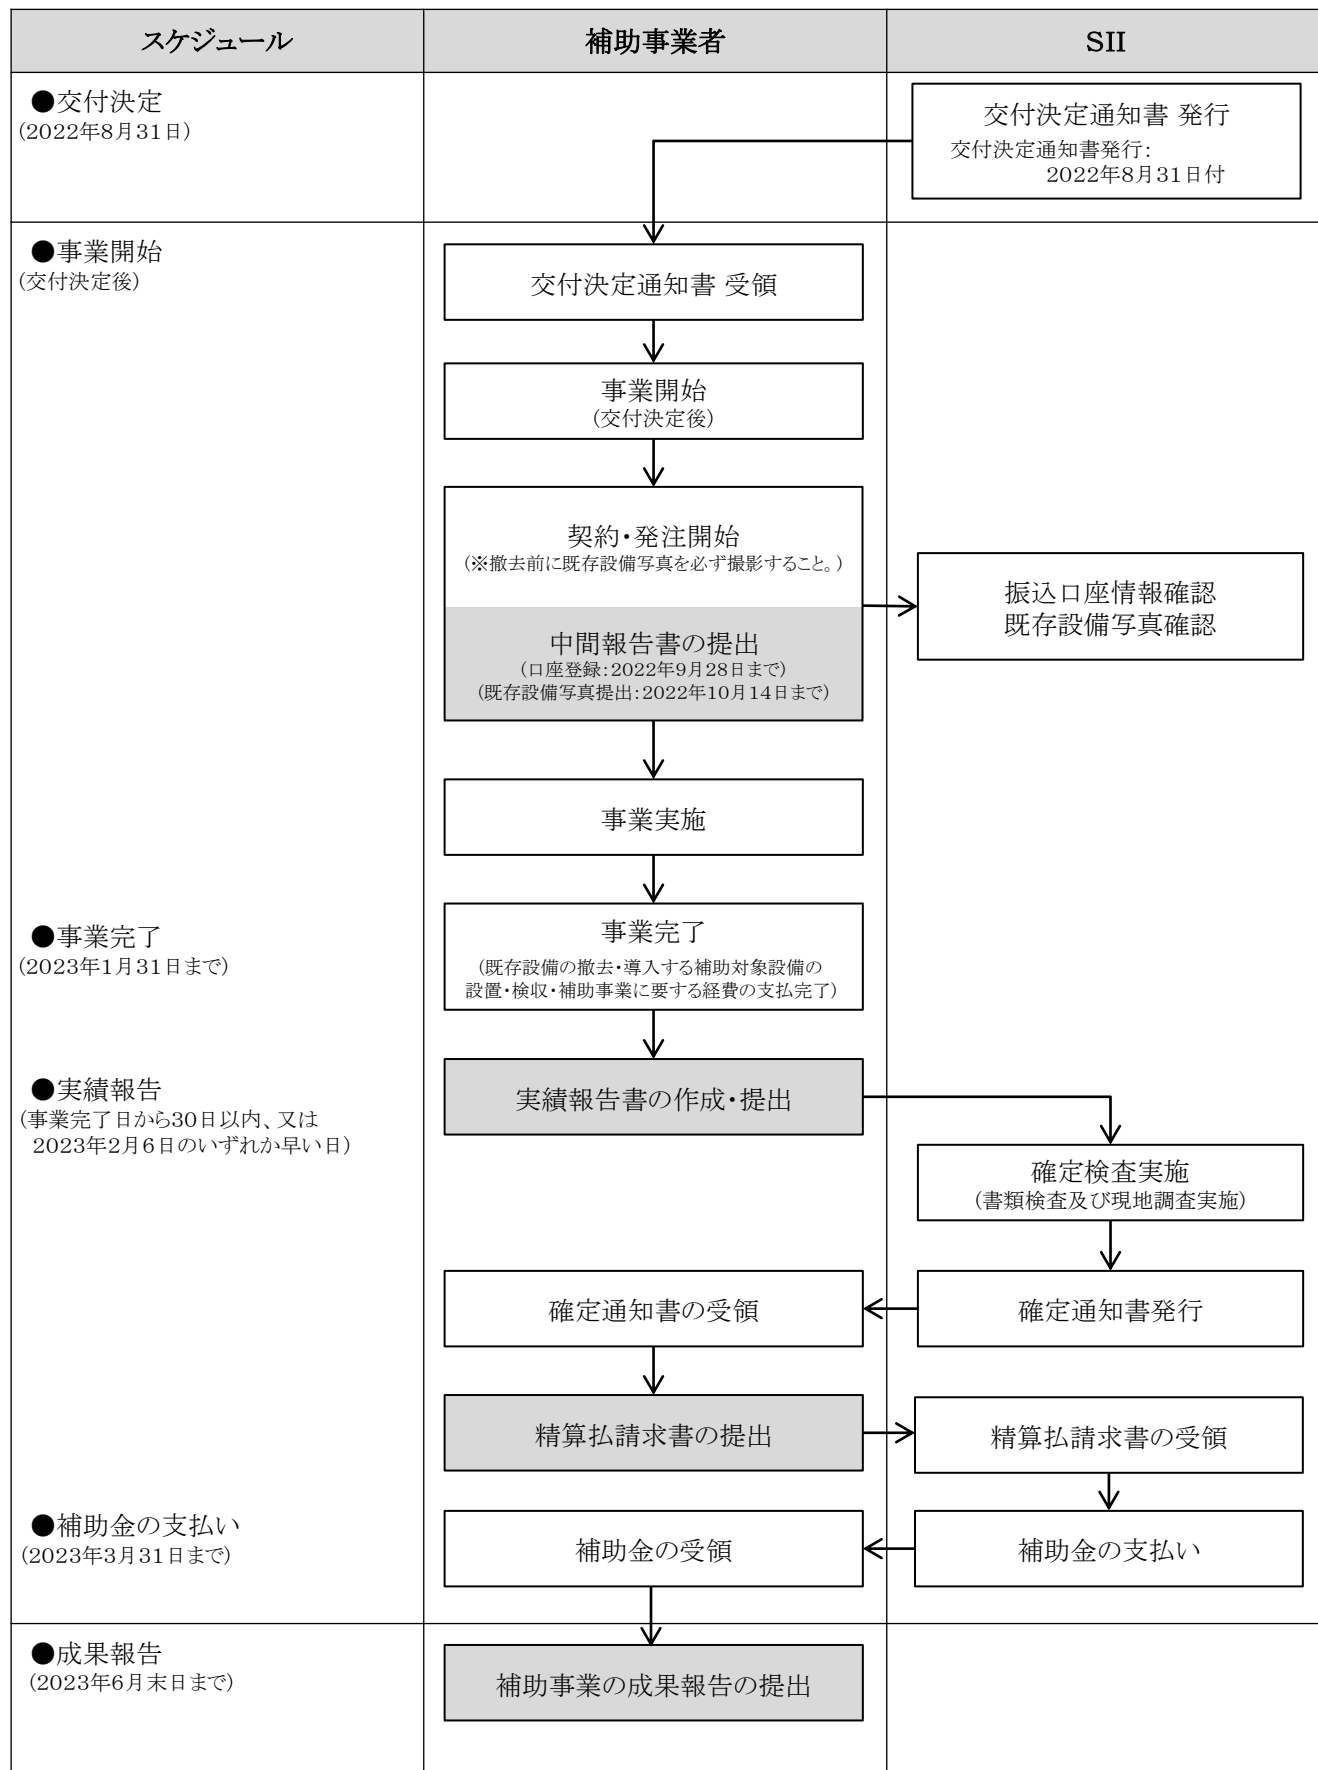 スケジュール
補助事業者
SII
●交付決定
(2022年8月31日)
交付決定通知書 発行
交付決定通知書発行：
2022年8月31日付
●事業開始
(交付決定後)
交付決定通知書 受領
事業開始
(交付決定後)
契約・発注開始
(※撤去前に既存設備写真を必ず撮影すること。)
中間報告書の提出
(口座登録：2022年9月28日まで)
(既存設備写真提出：2022年10月14日まで)
振込口座情報確認
既存設備写真確認
事業実施
●事業完了
(2023年1月31日まで)
事業完了
(既存設備の撤去・導入する補助対象設備の
設置・検収・補助事業に要する経費の支払完了)
●実績報告
(事業完了日から30日以内、又は
2023年2月6日のいずれか早い日)
実績報告書の作成・提出
確定検査実施
(書類検査及び現地調査実施)
確定通知書の受領
確定通知書発行
精算払請求書の提出
精算払請求書の受領
●補助金の支払い
(2023年3月31日まで)
補助金の受領
補助金の支払い
●成果報告
(2023年6月末日まで)
補助事業の成果報告の提出